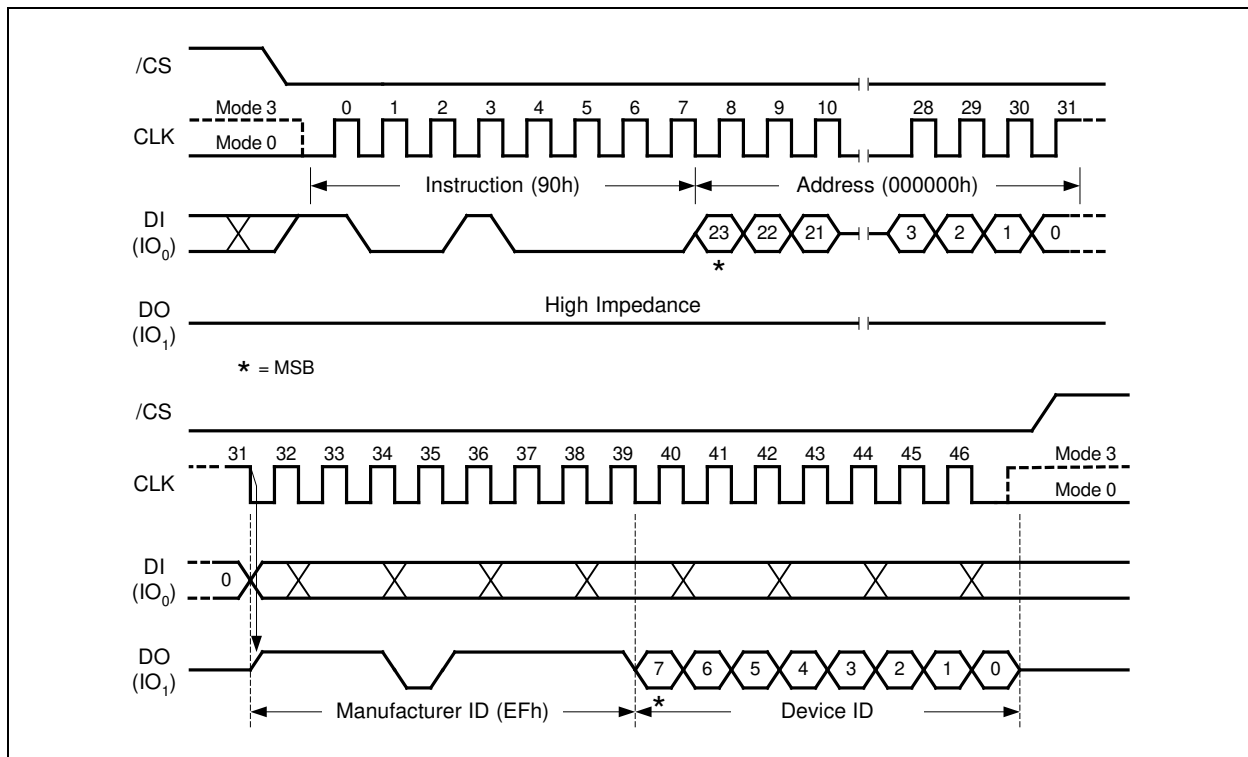 /CS
Mode 3 0 1 2 3 4 5 6 7 8 9 10 28 29 30 31
CLK
Mode 0
Instruction (90h) Address (000000h)
DI
(IO0) 23 22 21 3 2 1 0
*
High Impedance
DO
(IO1)
* = MSB
/CS
31 32 33 34 35 36 37 38 39 40 41 42 43 44 45 46 Mode 3
CLK
Mode 0
DI
(IO0) 0
DO
(IO1) 7 6 5 4 3 2 1 0
*
Manufacturer ID (EFh) Device ID